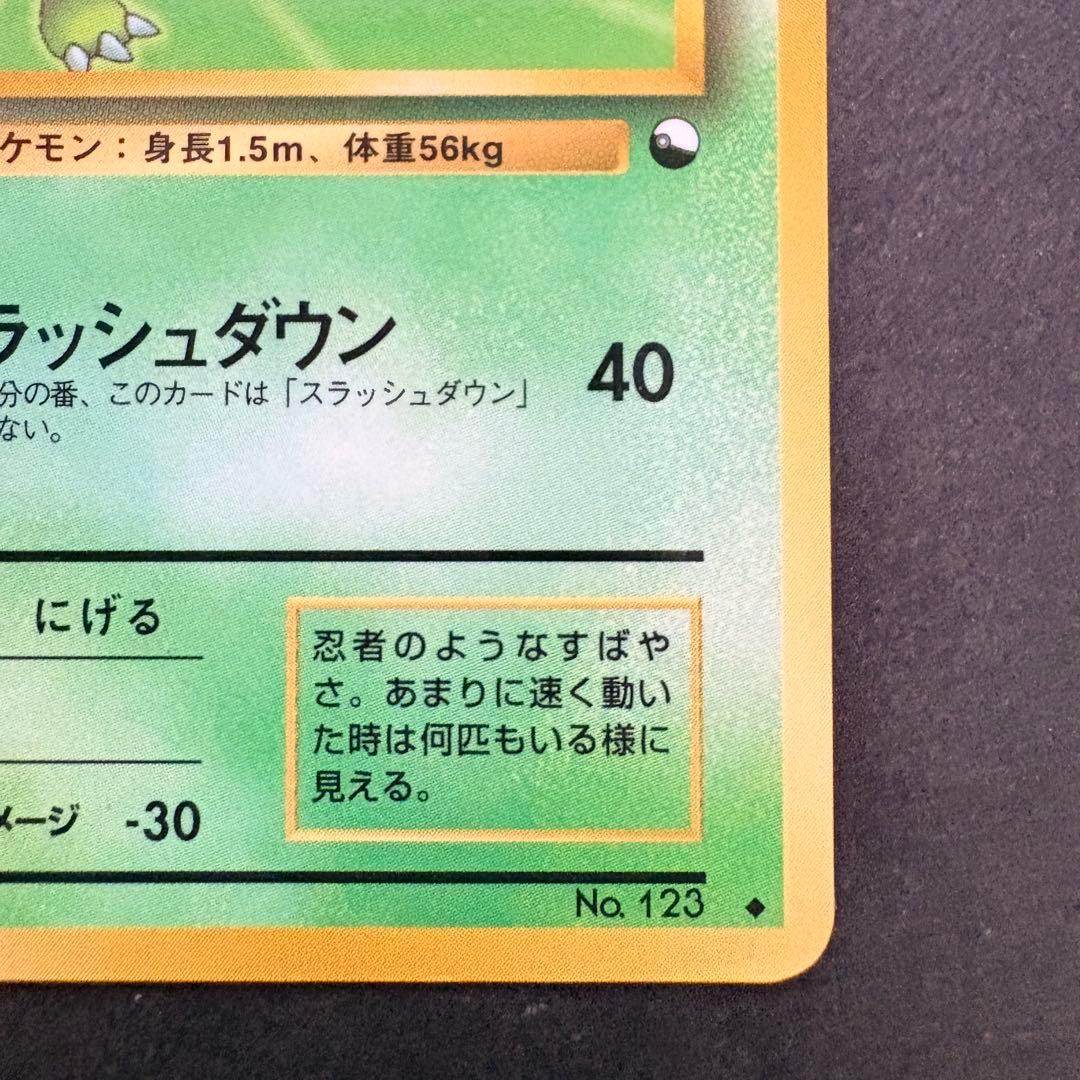 ケモン：身長1.5m、体重56kg
ラッシュダウン
40
分の番、このカードは「スラッシュダウン」
ない。
にげる
忍者のようなすばや
さ。あまりに速く動い
た時は何匹もいる様に
見える。
メージ -30
No. 123 ◆